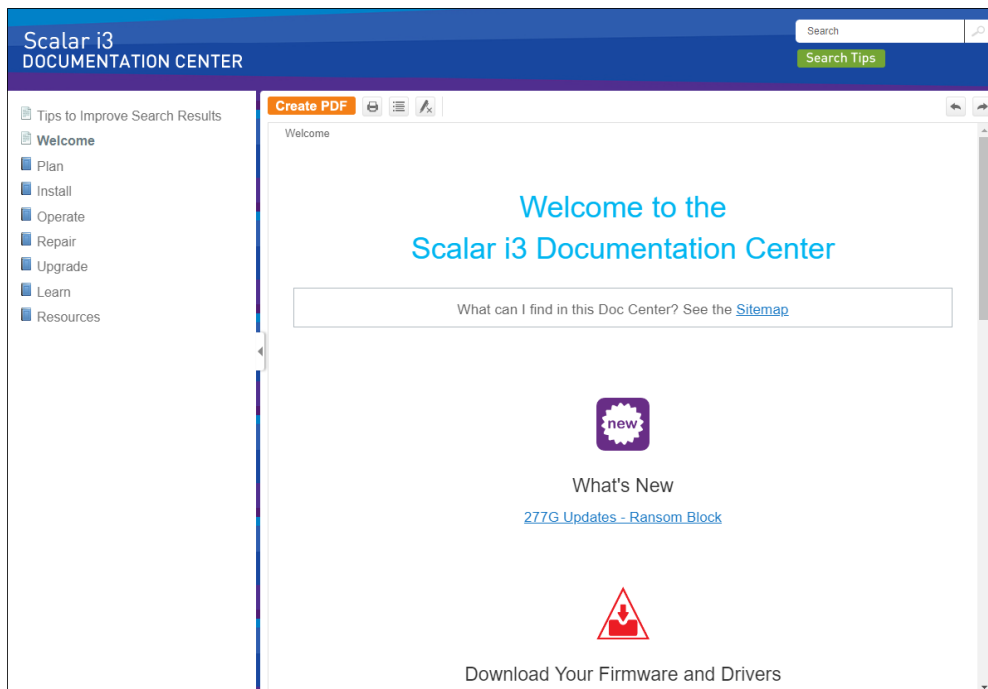 Scalar i3
DOCUMENTATION CENTER
Search
Search Tips
Tips to Improve Search Results
Welcome
Plan
Install
Operate
Repair
Upgrade
Learn
Resources
Create PDF
Welcome
Welcome to the
Scalar i3 Documentation Center
What can I find in this Doc Center? See the Sitemap
new
What's New
277G Updates - Ransom Block
Download Your Firmware and Drivers